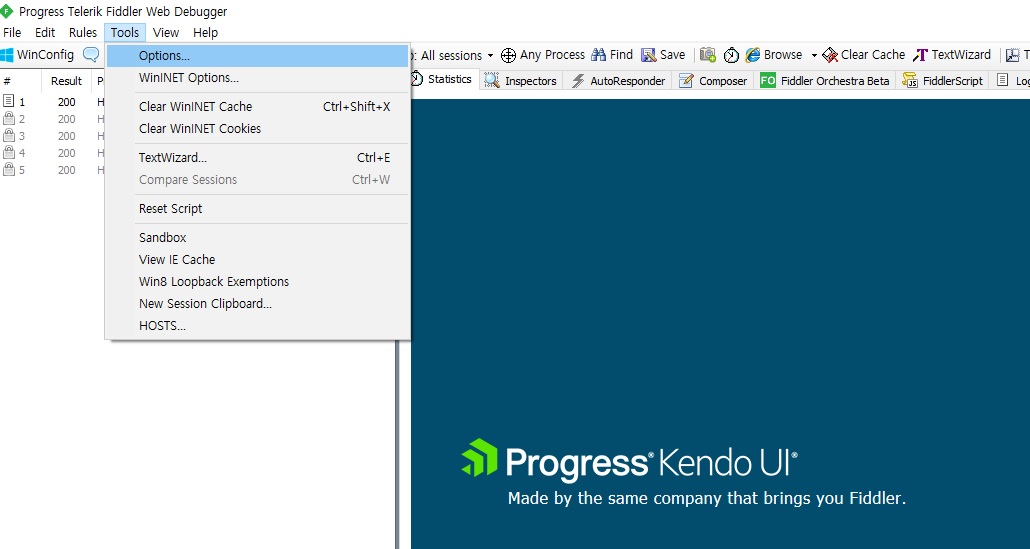 Progress Telerik Fiddler Web Debugger
File Edit Rules Tools View Help
WinConfig : All sessions Any Process Find Save Browse Clear Cache TextWizard T
# Result P Statistics Inspectors AutoResponder Composer FO Fiddler Orchestra Beta FiddlerScript Log
1 200 H
2 200 H
3 200 H
4 200 H
5 200 H
Options...
WinINET Options...
Clear WinINET Cache Ctrl+Shift+X
Clear WinINET Cookies
TextWizard... Ctrl+E
Compare Sessions Ctrl+W
Reset Script
Sandbox
View IE Cache
Win8 Loopback Exemptions
New Session Clipboard...
HOSTS...
Progress® Kendo UI®
Made by the same company that brings you Fiddler.